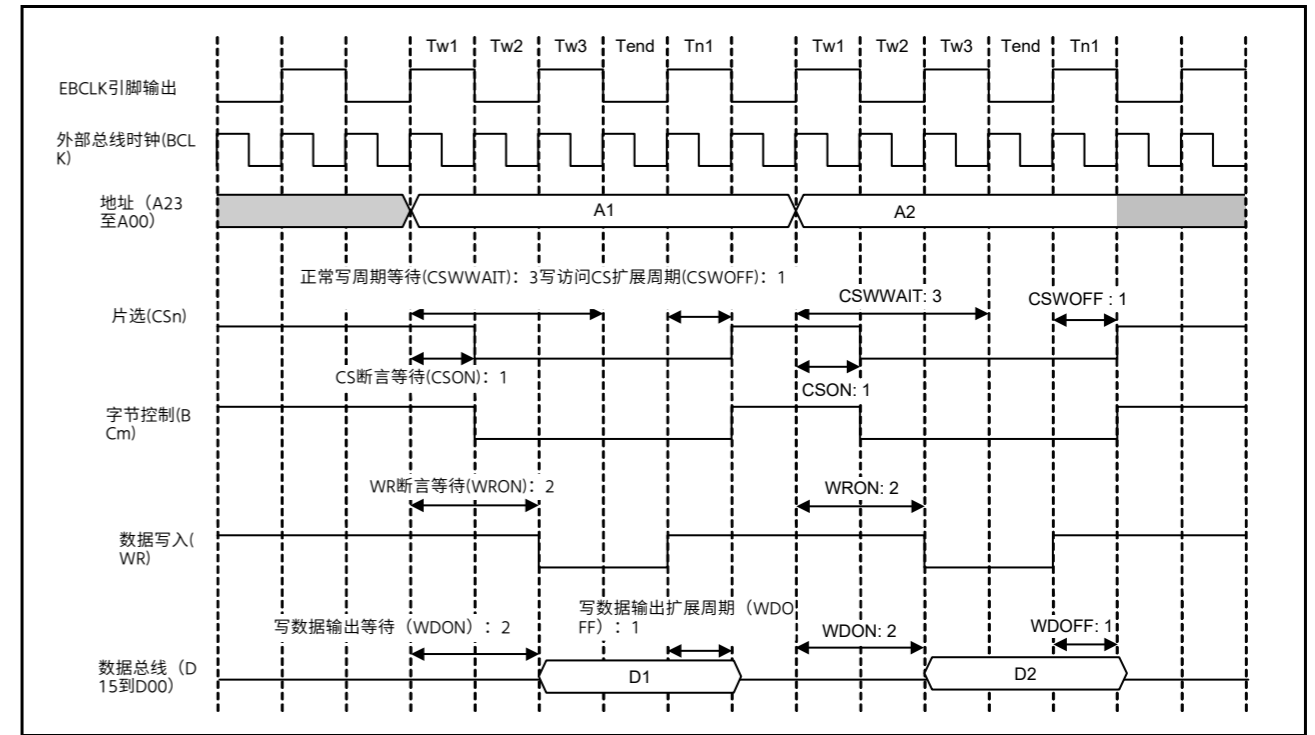 Tw1 Tw2 Tw3 Tend Tn1 Tw1 Tw2 Tw3 Tend Tn1
EBCLK引脚输出
外部总线时钟(BCL
K)
地址（A23
至A00）
A1 A2
正常写周期等待(CSWWAIT)：3写访问CS扩展周期(CSWOFF)：1
CSWWAIT: 3 CSWOFF : 1
片选(CSn)
CS断言等待(CSON)：1
CSON: 1
字节控制(B
Cm)
WR断言等待(WRON)：2
WRON: 2
数据写入(
WR)
写数据输出扩展周期（WDO
FF）：1
写数据输出等待（WDON）：2
WDON: 2 WDOFF: 1
数据总线（D
15到D00）
D1 D2